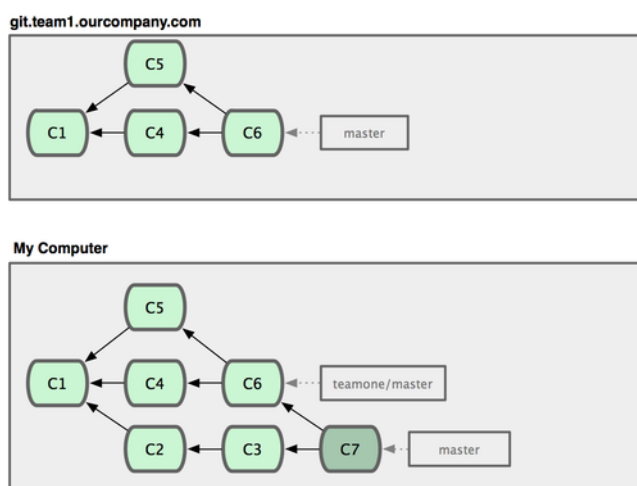 git.team1.ourcompany.com
C5
C1 C4 C6 master
My Computer
C5
C1 C4 C6 teamone/master
C2 C3 C7 master